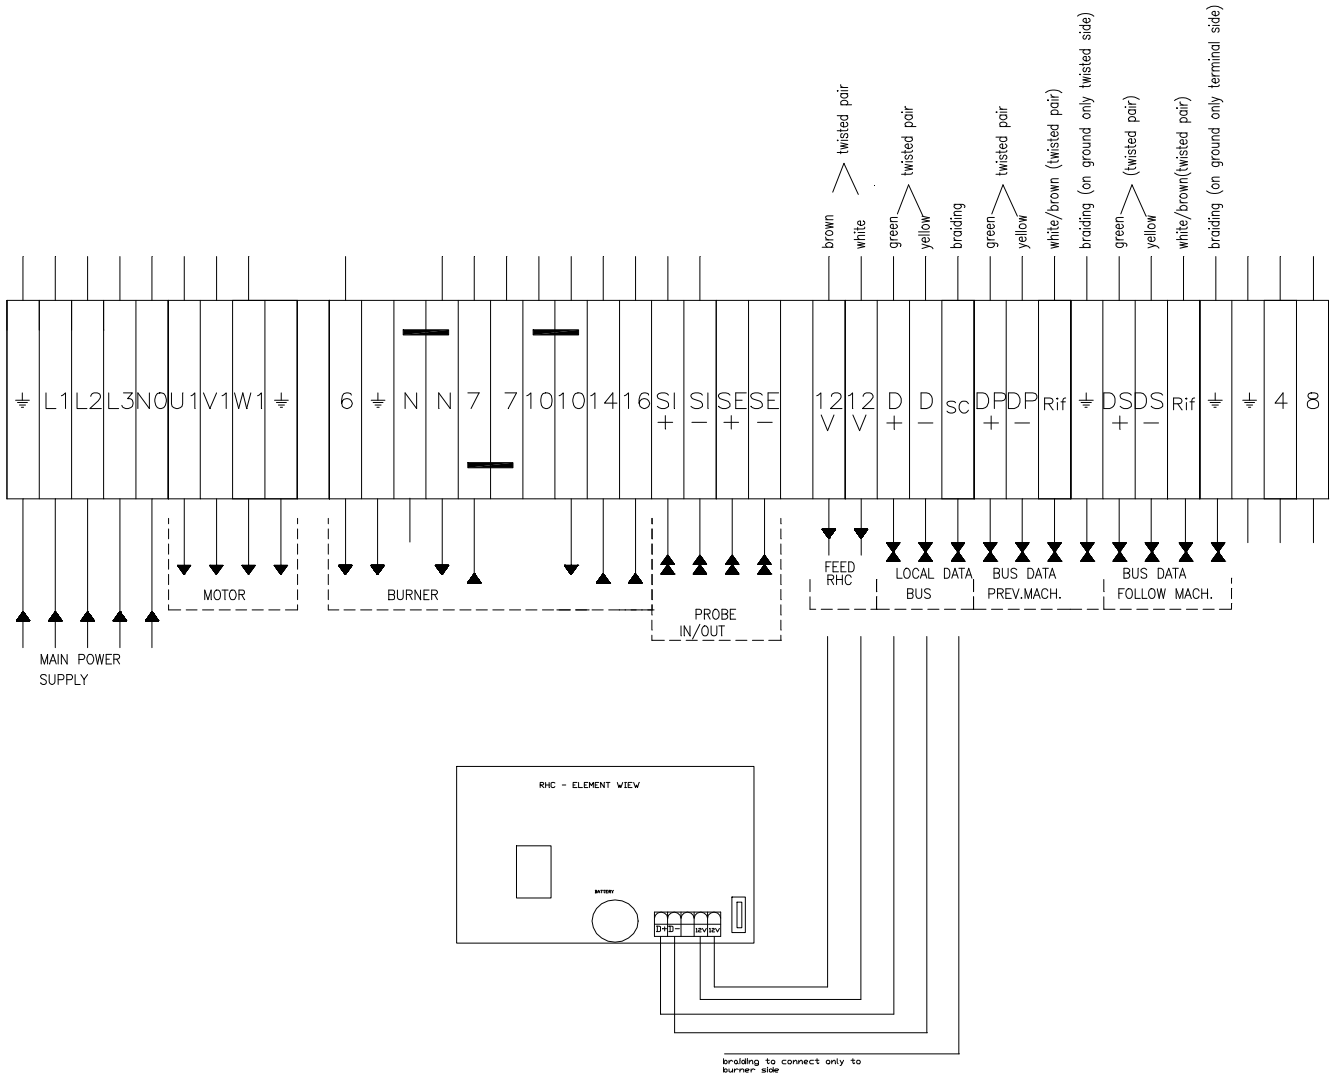 twisted pair
brown
white
twisted pair
green
yellow
braiding
twisted pair
green
yellow
white/brown (twisted pair)
braiding (on ground only twisted side)
(twisted pair)
green
yellow
white/brown(twisted pair)
braiding (on ground only terminal side)
L1 L2 L3 N0 U1 V1 W1 6 N N 7 7 10 10 14 16 SI SI SE SE 12 12 D D SC DP DP Rif DS DS Rif 4 8
+ - + - V V + - + - + -
MOTOR
BURNER
PROBE
IN/OUT
FEED
RHC
LOCAL DATA
BUS
BUS DATA
PREV.MACH.
BUS DATA
FOLLOW MACH.
MAIN POWER
SUPPLY
RHC - ELEMENT WIEW
BATTERY
D+ D- 12V 12V
braiding to connect only to
burner side